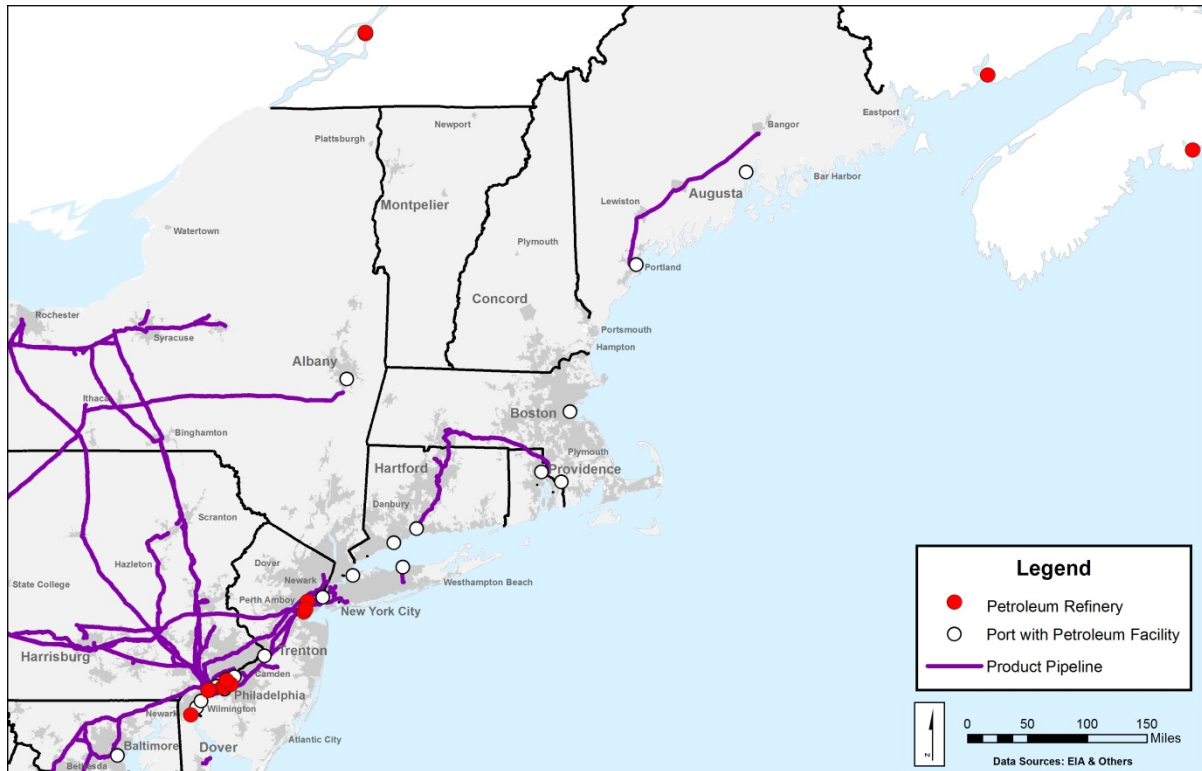 Bangor
Eastport
Plattsburgh
Newport
Bar Harbor
Augusta
Montpelier
Lewiston
Watertown
Plymouth
Portland
Concord
Rochester
Syracuse
Portsmouth
Hampton
Albany
Ithaca
Boston
Binghamton
Plymouth
Hartford
Providence
Danbury
Scranton
Dover
Hazleton
Newark
State College
Westhampton Beach
Perth Amboy
New York City
Harrisburg
Trenton
Camden
Philadelphia
Newark
Wilmington
Atlantic City
Baltimore
Dover
Bethesda
Legend
Petroleum Refinery
Port with Petroleum Facility
Product Pipeline
z
0 50 100 150
Miles
Data Sources: EIA & Others